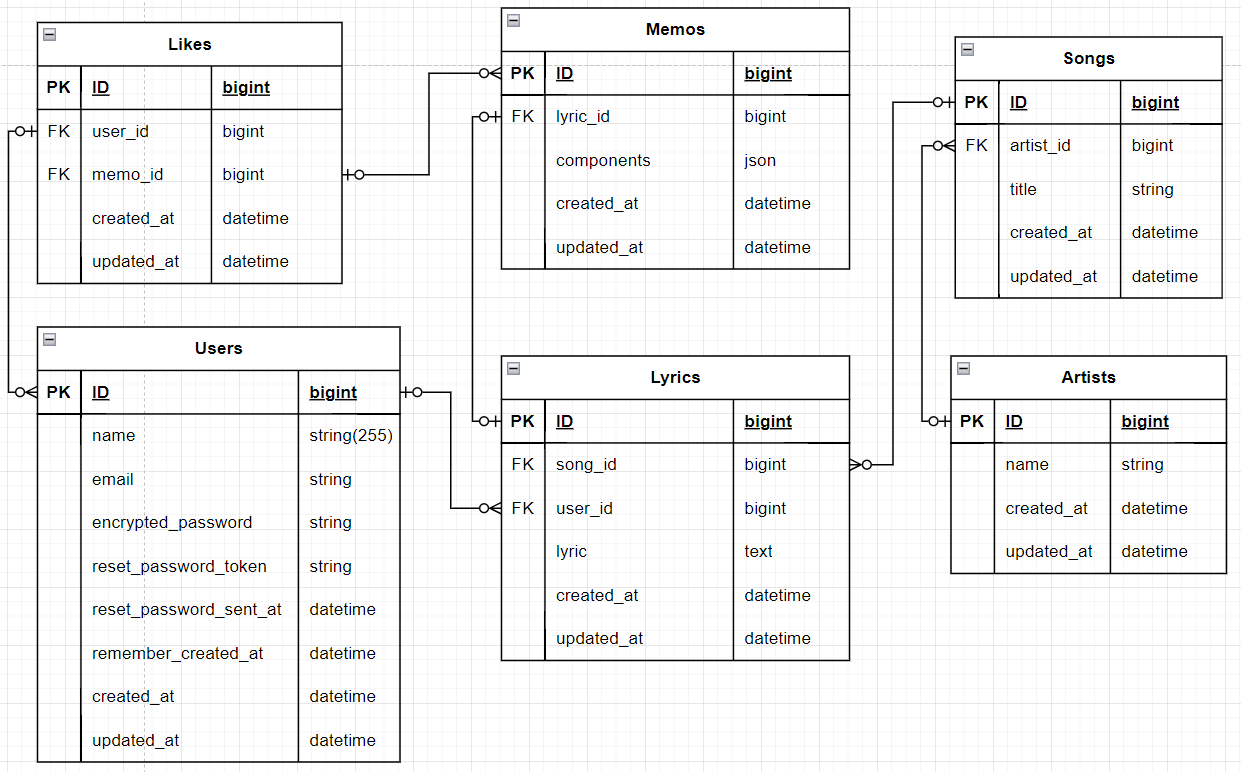 Likes
PK ID bigint
FK user_id bigint
FK memo_id bigint
created_at datetime
updated_at datetime
Memos
PK ID bigint
FK lyric_id bigint
components json
created_at datetime
updated_at datetime
Songs
PK ID bigint
FK artist_id bigint
title string
created_at datetime
updated_at datetime
Users
PK ID bigint
name string(255)
email string
encrypted_password string
reset_password_token string
reset_password_sent_at datetime
remember_created_at datetime
created_at datetime
updated_at datetime
Lyrics
PK ID bigint
FK song_id bigint
FK user_id bigint
lyric text
created_at datetime
updated_at datetime
Artists
PK ID bigint
name string
created_at datetime
updated_at datetime